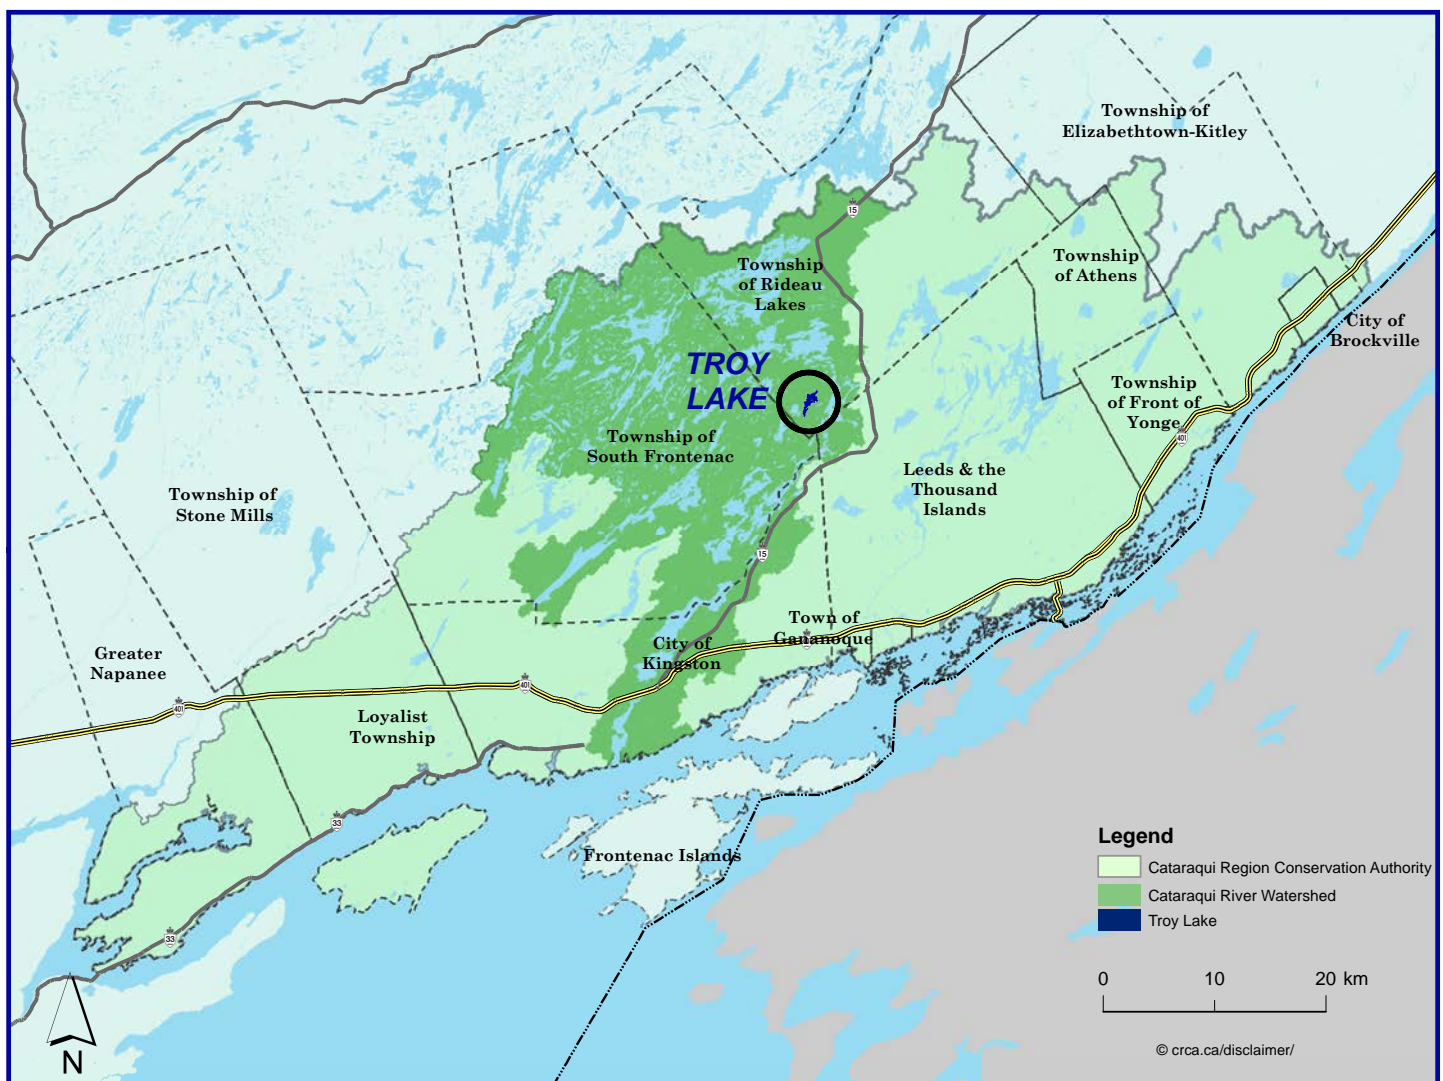 Township of
Elizabethtown-Kitley
15
Township
of Athens
Township
of Rideau
Lakes
City of
Brockville
TROY
LAKE
Township
of Front of
Yonge
401
Township of
South Frontenac
Leeds & the
Thousand
Islands
Township of
Stone Mills
15
Town of
Gananoque
City of
Kingston
Greater
Napanee
401
401
Loyalist
Township
33
Frontenac Islands
33
N
Legend
Cataraqui Region Conservation Authority
Cataraqui River Watershed
Troy Lake
0 10 20 km
© crca.ca/disclaimer/